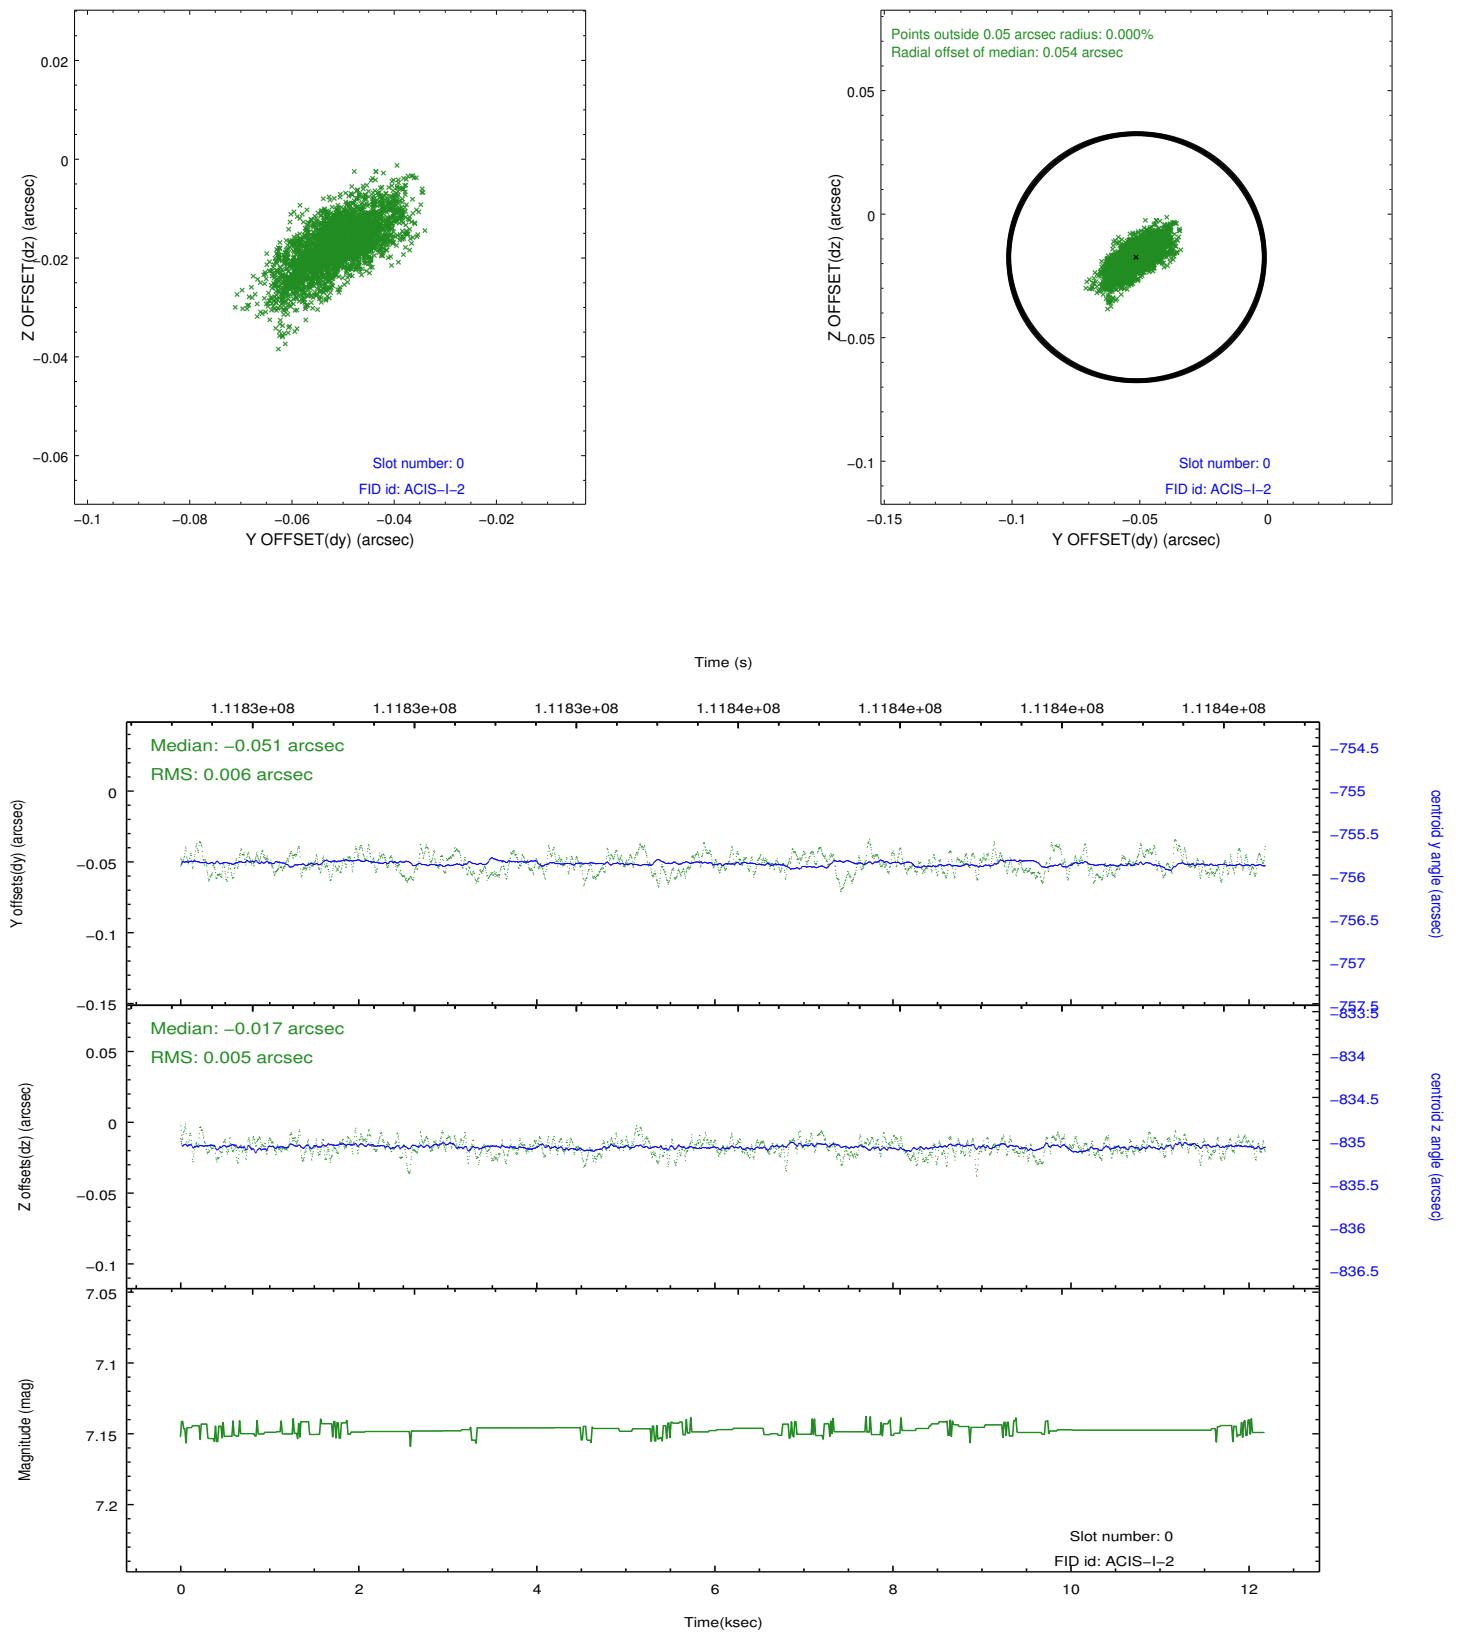 0.02
0
−0.02
−0.04
−0.06
Z OFFSET(dz) (arcsec)
Slot number: 0
FID id: ACIS−I−2
−0.1
−0.08
−0.06
−0.04
−0.02
Y OFFSET(dy) (arcsec)
Points outside 0.05 arcsec radius: 0.000%
Radial offset of median: 0.054 arcsec
0.05
0
−0.05
−0.1
Z OFFSET(dz) (arcsec)
Slot number: 0
FID id: ACIS−I−2
−0.15
−0.1
−0.05
0
Y OFFSET(dy) (arcsec)
Time (s)
1.1183e+08
1.1183e+08
1.1183e+08
1.1184e+08
1.1184e+08
1.1184e+08
1.1184e+08
Median: −0.051 arcsec
RMS: 0.006 arcsec
0
−0.05
−0.1
−0.15
Y offsets(dy) (arcsec)
−754.5
−755
−755.5
−756
−756.5
−757
−757.5
centroid y angle (arcsec)
Median: −0.017 arcsec
RMS: 0.005 arcsec
0.05
0
−0.05
−0.1
Z offsets(dz) (arcsec)
−833.5
−834
−834.5
−835
−835.5
−836
−836.5
centroid z angle (arcsec)
7.05
7.1
7.15
7.2
Magnitude (mag)
Slot number: 0
FID id: ACIS−I−2
0
2
4
6
8
10
12
Time(ksec)